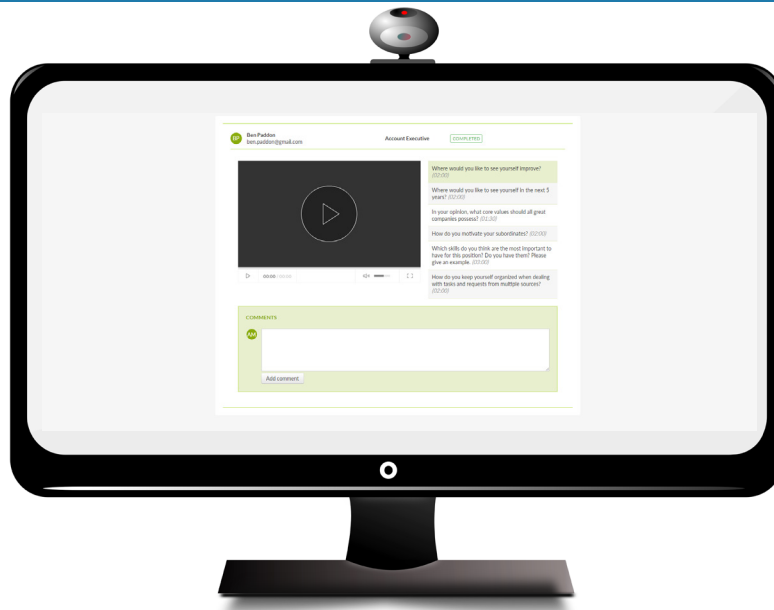 BP
Ben Paddon
ben.paddon@gmail.com
Account Executive
COMPLETED
Where would you like to see yourself improve?
(02:00)
Where would you like to see yourself in the next 5
years? (02:00)
In your opinion, what core values should all great
companies possess? (01:30)
How do you motivate your subordinates? (02:00)
Which skills do you think are the most important to
have for this position? Do you have them? Please
give an example. (03:00)
How do you keep yourself organized when dealing
with tasks and requests from multiple sources?
(02:00)
00:00 / 00:00
COMMENTS
AM
Add comment